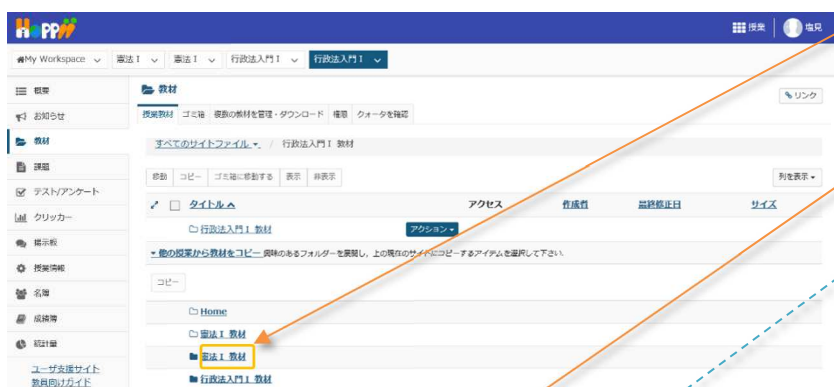 Hoppii 授業 塩見
My Workspace 憲法 I 憲法 I 行政法入門 I 行政法入門 I
概要
お知らせ
教材
課題
テスト/アンケート
クリッカー
掲示板
授業情報
名簿
成績簿
統計量
ユーザ支援サイト
教員向けガイド
教材 リンク
授業教材 ゴミ箱 複数の教材を管理・ダウンロード 権限 クォータを確認
すべてのサイトファイル / 行政法入門 I 教材
移動 コピー ゴミ箱に移動する 表示 非表示 列を表示
タイトル アクセス 作成者 最終修正日 サイズ
行政法入門 I 教材 アクション
他の授業から教材をコピー 興味のあるフォルダーを展開し，上の現在のサイトにコピーするアイテムを選択して下さい.
コピー
Home
憲法 I 教材
憲法 I 教材
行政法入門 I 教材